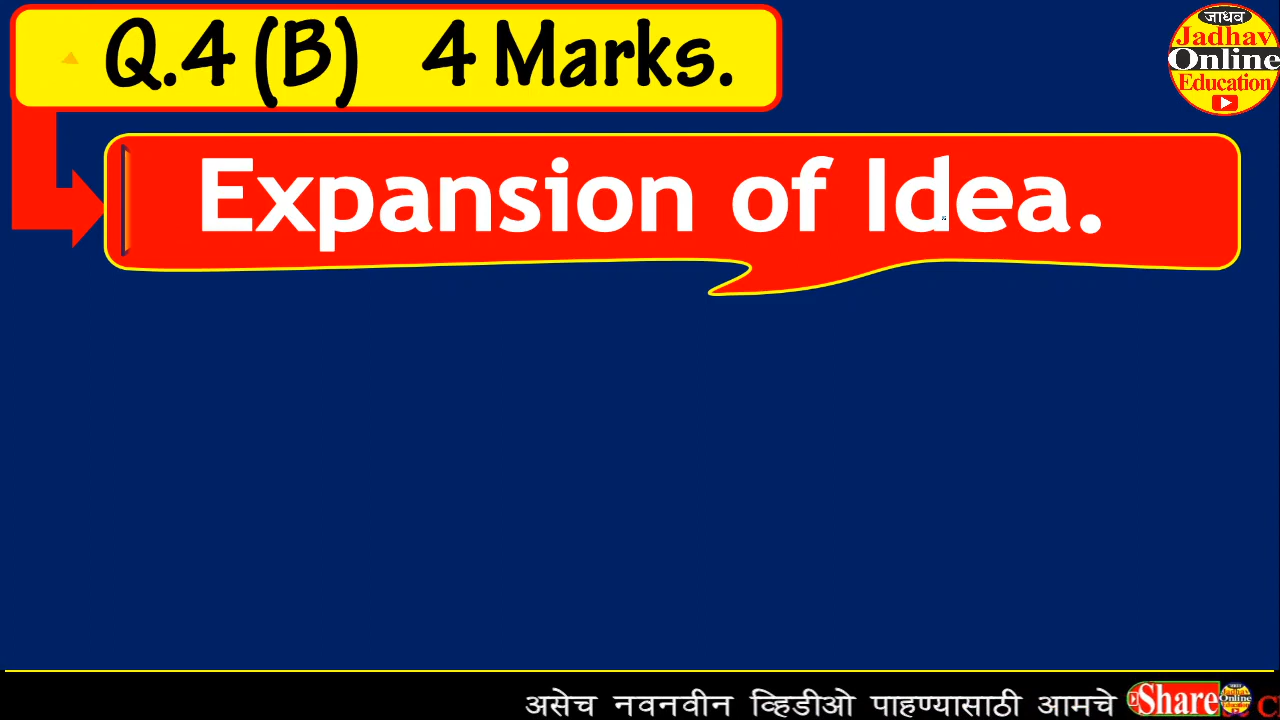 Q.4 (B) 4 Marks.
जाधव
Jadhav
Online
Education
Expansion of Idea.
असेच नवनवीन व्हिडीओ पाहण्यासाठी आमचे Share